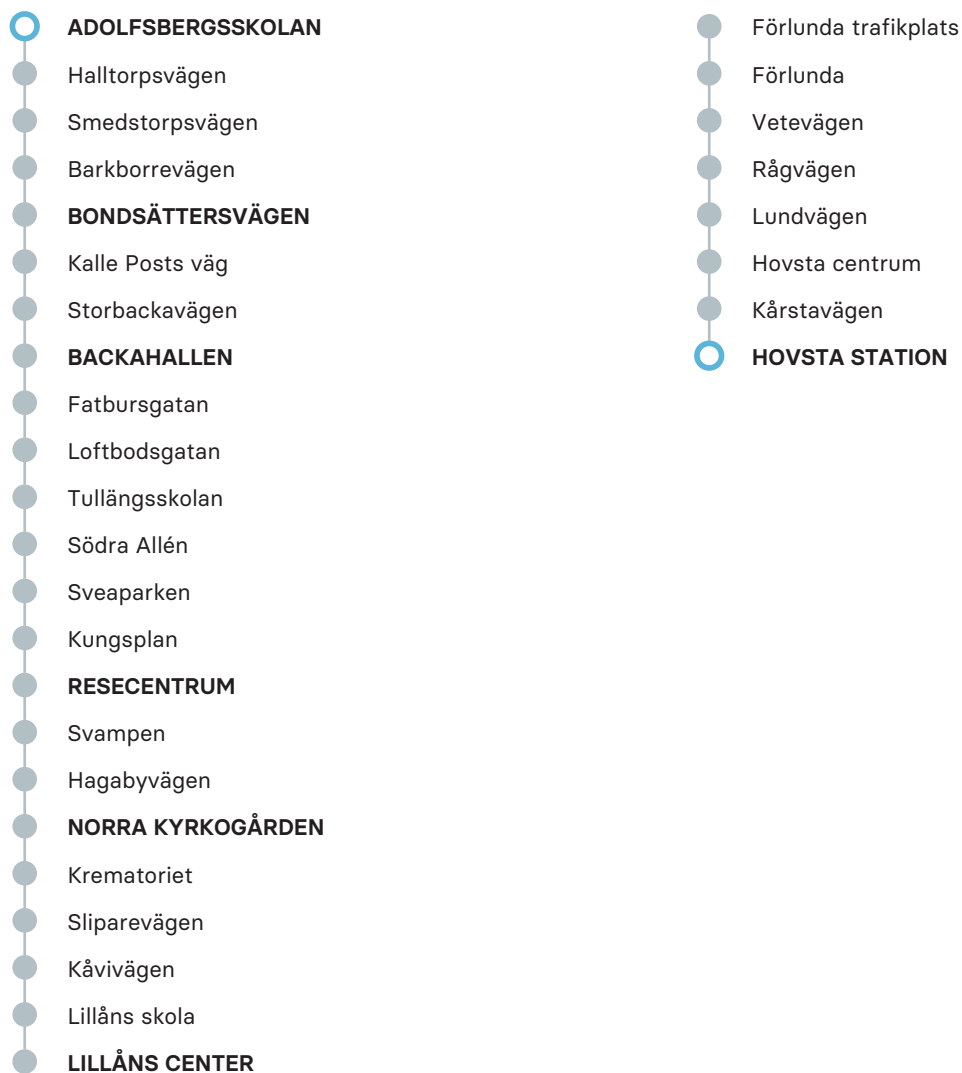 ADOLFSBERGSSKOLAN
Halltorpsvägen
Smedstorpsvägen
Barkborrevägen
BONDSÄTTERSVÄGEN
Kalle Posts väg
Storbackavägen
BACKAHALLEN
Fatbursgatan
Loftbodsgatan
Tullängsskolan
Södra Allén
Sveaparken
Kungsplan
RESECENTRUM
Svampen
Hagabyvägen
NORRA KYRKOGÅRDEN
Krematoriet
Sliparevägen
Kåvivägen
Lillåns skola
LILLÅNS CENTER
Förlunda trafikplats
Förlunda
Vetevägen
Rågvägen
Lundvägen
Hovsta centrum
Kårstavägen
HOVSTA STATION